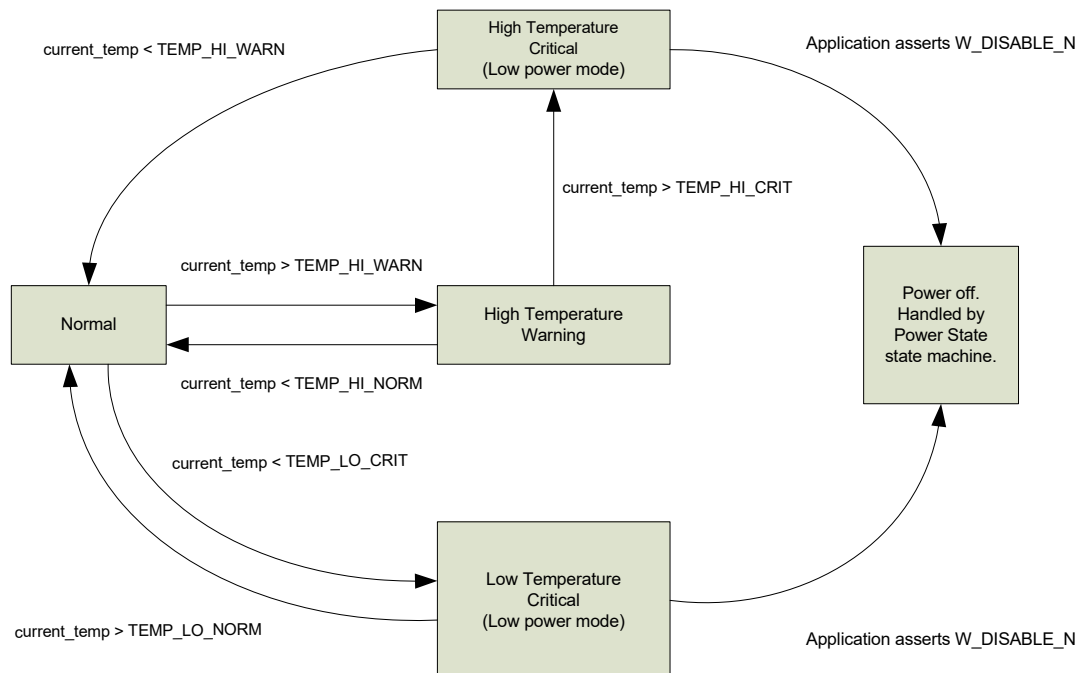 High Temperature
Critical
(Low power mode)
current_temp < TEMP_HI_WARN
Application asserts W_DISABLE_N
current_temp > TEMP_HI_CRIT
current_temp > TEMP_HI_WARN
Normal
High Temperature
Warning
Power off.
Handled by
Power State
state machine.
current_temp < TEMP_HI_NORM
current_temp < TEMP_LO_CRIT
Low Temperature
Critical
(Low power mode)
current_temp > TEMP_LO_NORM
Application asserts W_DISABLE_N